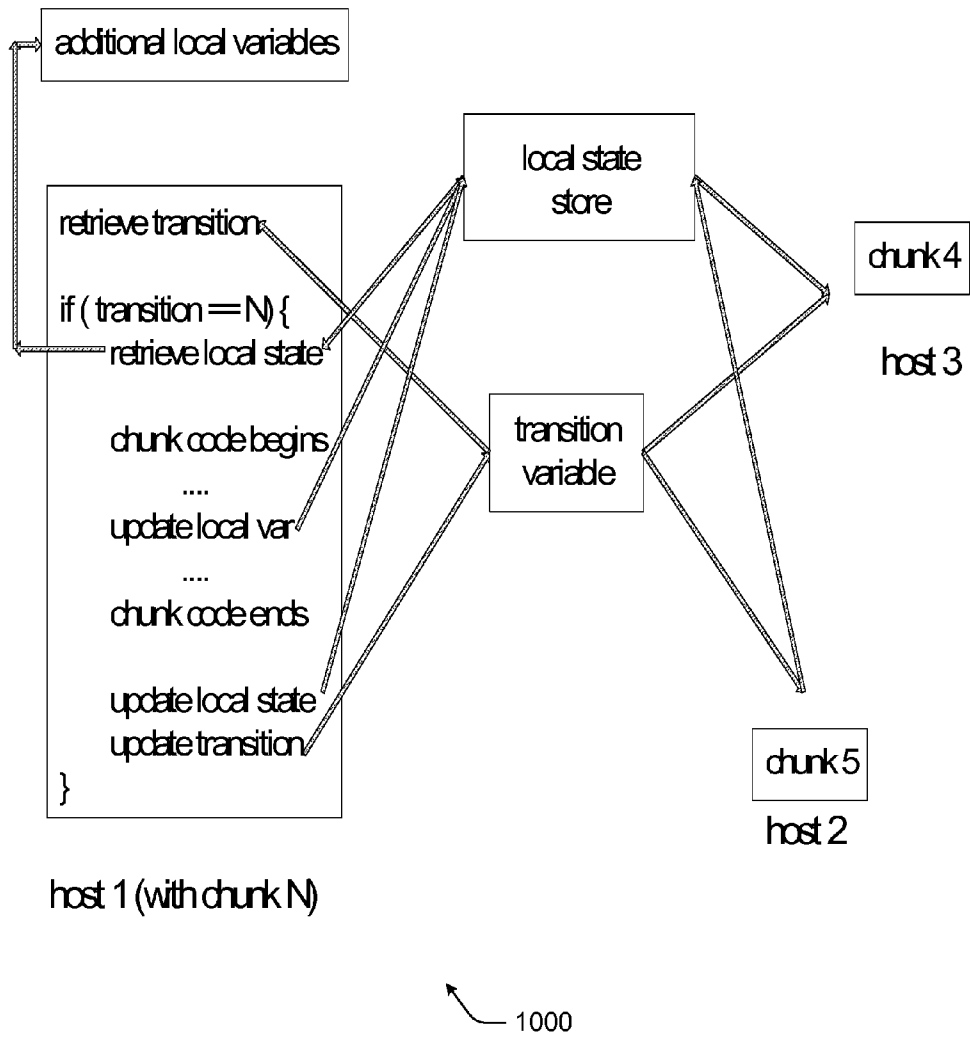 additional local variables
local state
store
retrieve transition
if ( transition == N) {
retrieve local state
chunk code begins
....
update local var
....
chunk code ends
update local state
update transition
}
host 1 (with chunk N)
transition
variable
chunk 4
host 3
chunk 5
host 2
1000